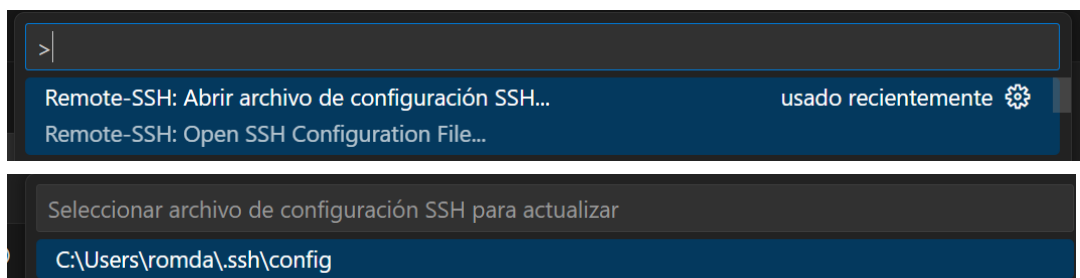 >
Remote-SSH: Abrir archivo de configuración SSH... usado recientemente
Remote-SSH: Open SSH Configuration File...
Seleccionar archivo de configuración SSH para actualizar
C:\Users\romda\.ssh\config